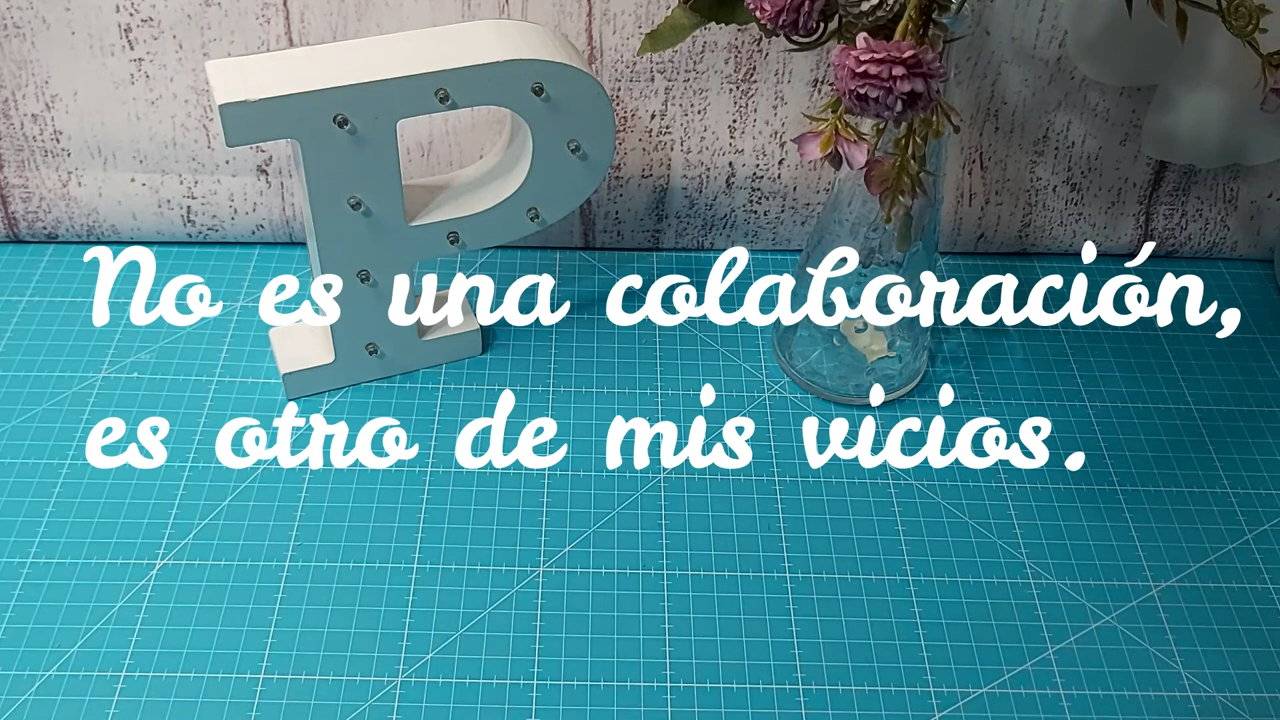 P
No es una colaboración,
es otro de mis vicios.